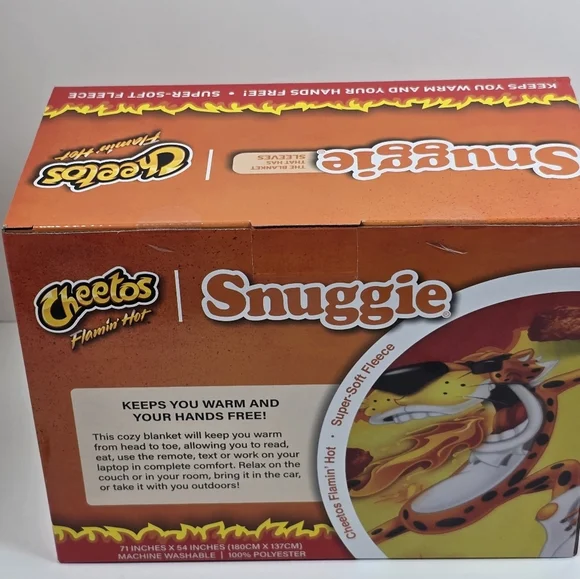 KEEPS YOU WARM AND YOUR HANDS FREE! • SUPER-SOFT FLEECE
Cheetos
Flamin' Hot
THE BLANKET
THAT HAS
SLEEVES
Snuggie®
Cheetos
Flamin' Hot
Snuggie®
KEEPS YOU WARM AND
YOUR HANDS FREE!
This cozy blanket will keep you warm
from head to toe, allowing you to read,
eat, use the remote, text or work on your
laptop in complete comfort. Relax on the
couch or in your room, bring it in the car,
or take it with you outdoors!
Cheetos Flamin' Hot • Super-Soft Fleece
71 INCHES X 54 INCHES (180CM X 137CM)
MACHINE WASHABLE | 100% POLYESTER